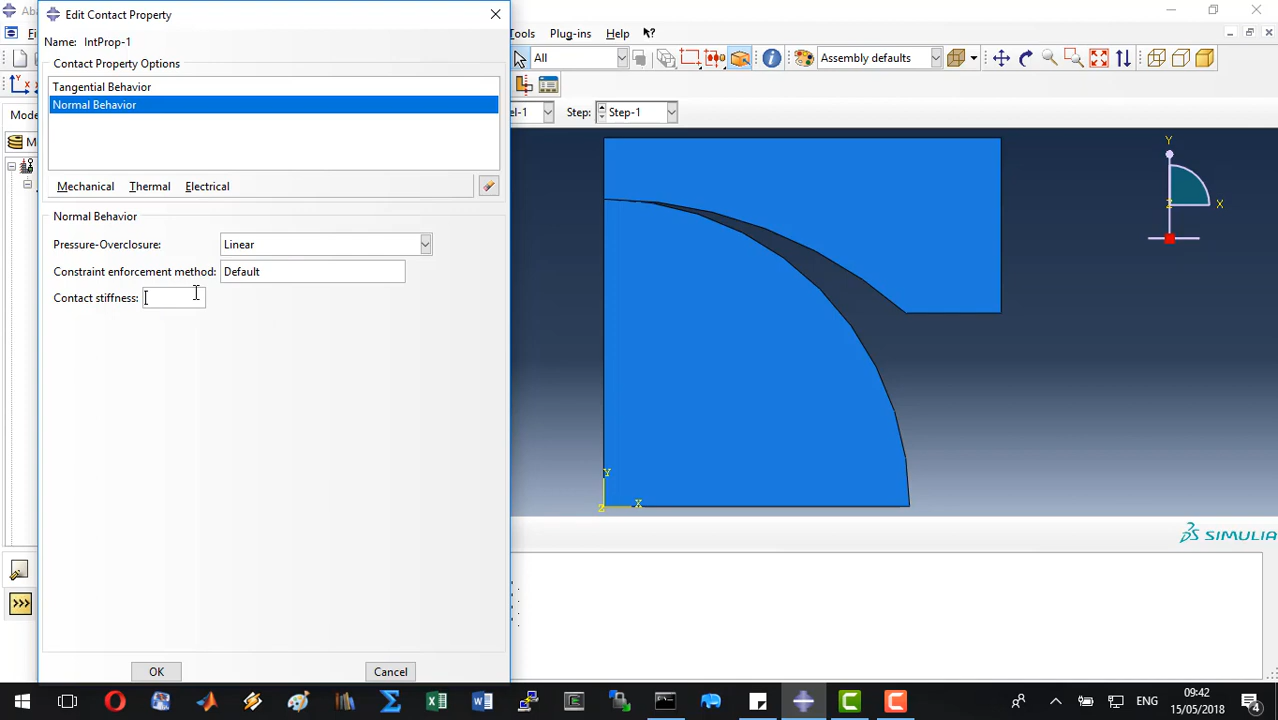 Edit Contact Property
Name: IntProp-1
Contact Property Options
Tangential Behavior
Normal Behavior
Mechanical Thermal Electrical
Normal Behavior
Pressure-Overclosure: Linear
Constraint enforcement method: Default
Contact stiffness:
OK Cancel
Tools Plug-ins Help
All
Assembly defaults
Step: Step-1
Y
Z X
Y
Z X
SIMULIA
ENG
09:42
15/05/2018
4